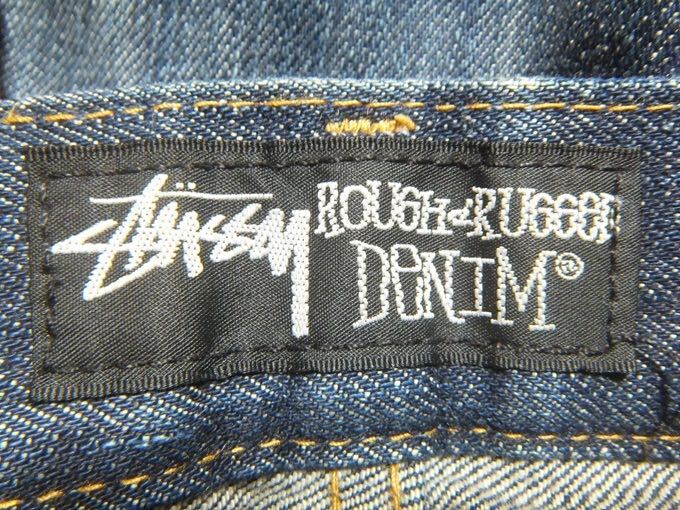 Stüssy
ROUGH & RUGGED
DENIM®